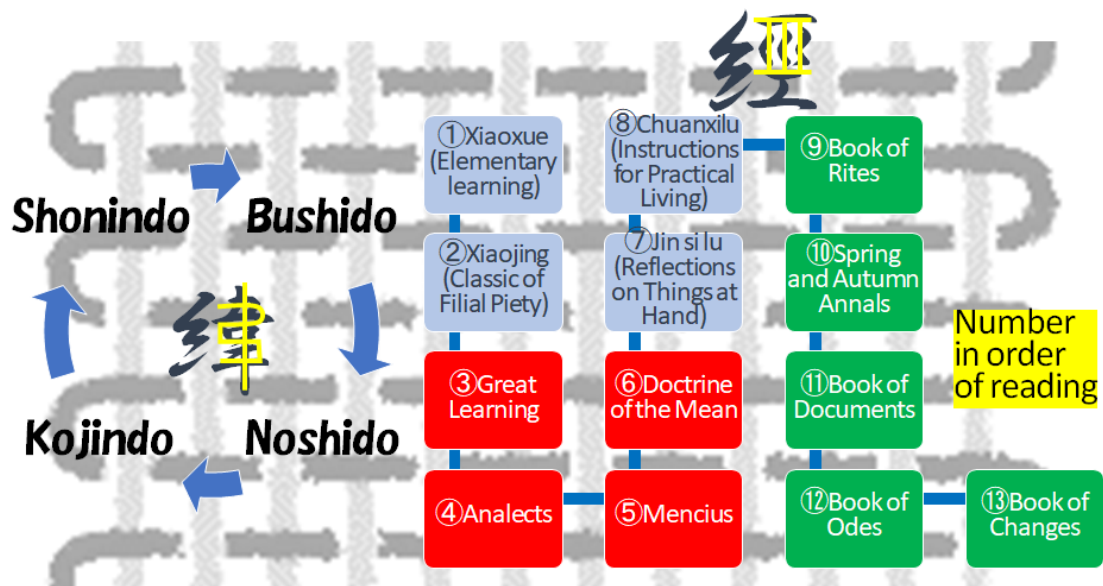 經
①Xiaoxue
(Elementary
learning)
②Xiaojing
(Classic of
Filial Piety)
③Great
Learning
④Analects
⑤Mencius
⑥Doctrine
of the Mean
⑦Jin si lu
(Reflections
on Things at
Hand)
⑧Chuanxilu
(Instructions
for Practical
Living)
⑨Book of
Rites
⑩Spring
and Autumn
Annals
⑪Book of
Documents
⑫Book of
Odes
⑬Book of
Changes
Number
in order
of reading
緯
Shonindo
Bushido
Noshido
Kojindo